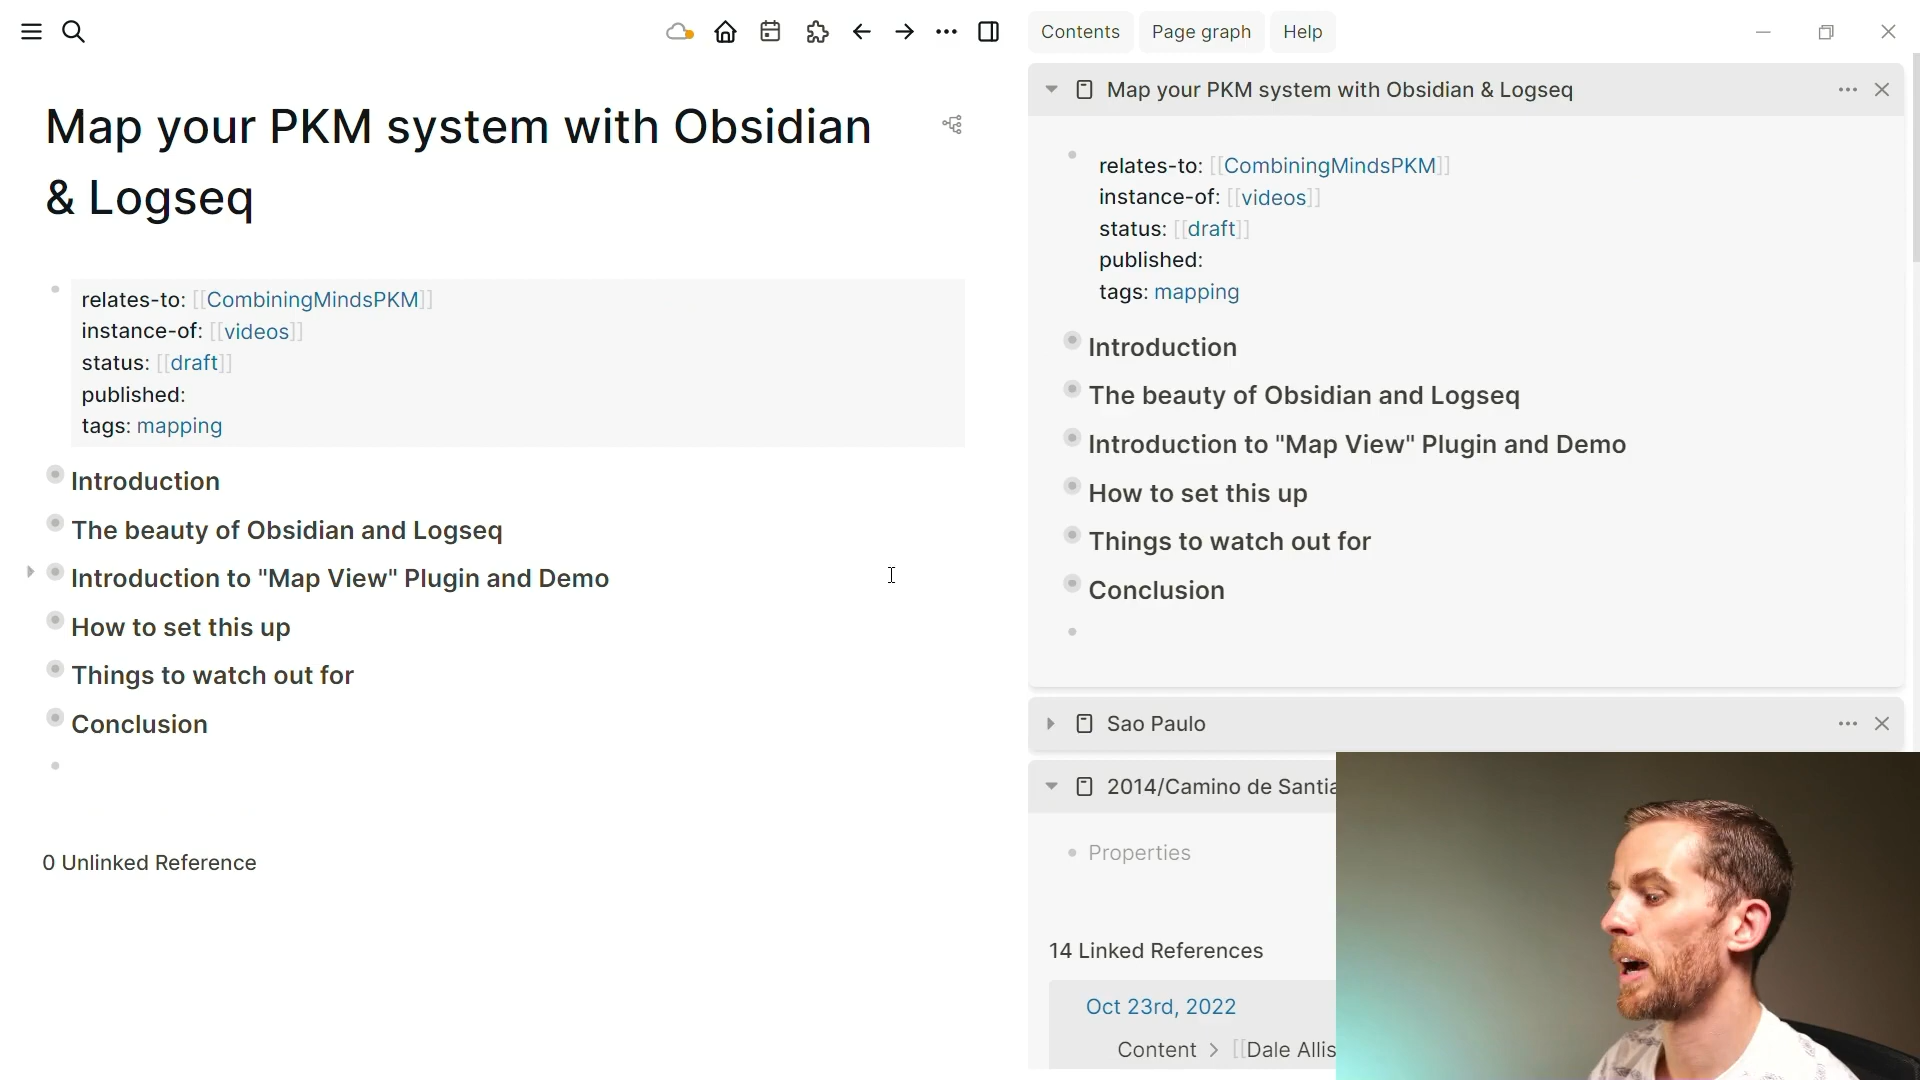 Contents
Page graph
Help
Map your PKM system with Obsidian
& Logseq
relates-to: [[CombiningMindsPKM]]
instance-of: [[videos]]
status: [[draft]]
published:
tags: mapping
Introduction
The beauty of Obsidian and Logseq
Introduction to "Map View" Plugin and Demo
How to set this up
Things to watch out for
Conclusion
0 Unlinked Reference
Map your PKM system with Obsidian & Logseq
relates-to: [[CombiningMindsPKM]]
instance-of: [[videos]]
status: [[draft]]
published:
tags: mapping
Introduction
The beauty of Obsidian and Logseq
Introduction to "Map View" Plugin and Demo
How to set this up
Things to watch out for
Conclusion
Sao Paulo
2014/Camino de Santia
Properties
14 Linked References
Oct 23rd, 2022
Content > [[Dale Allis